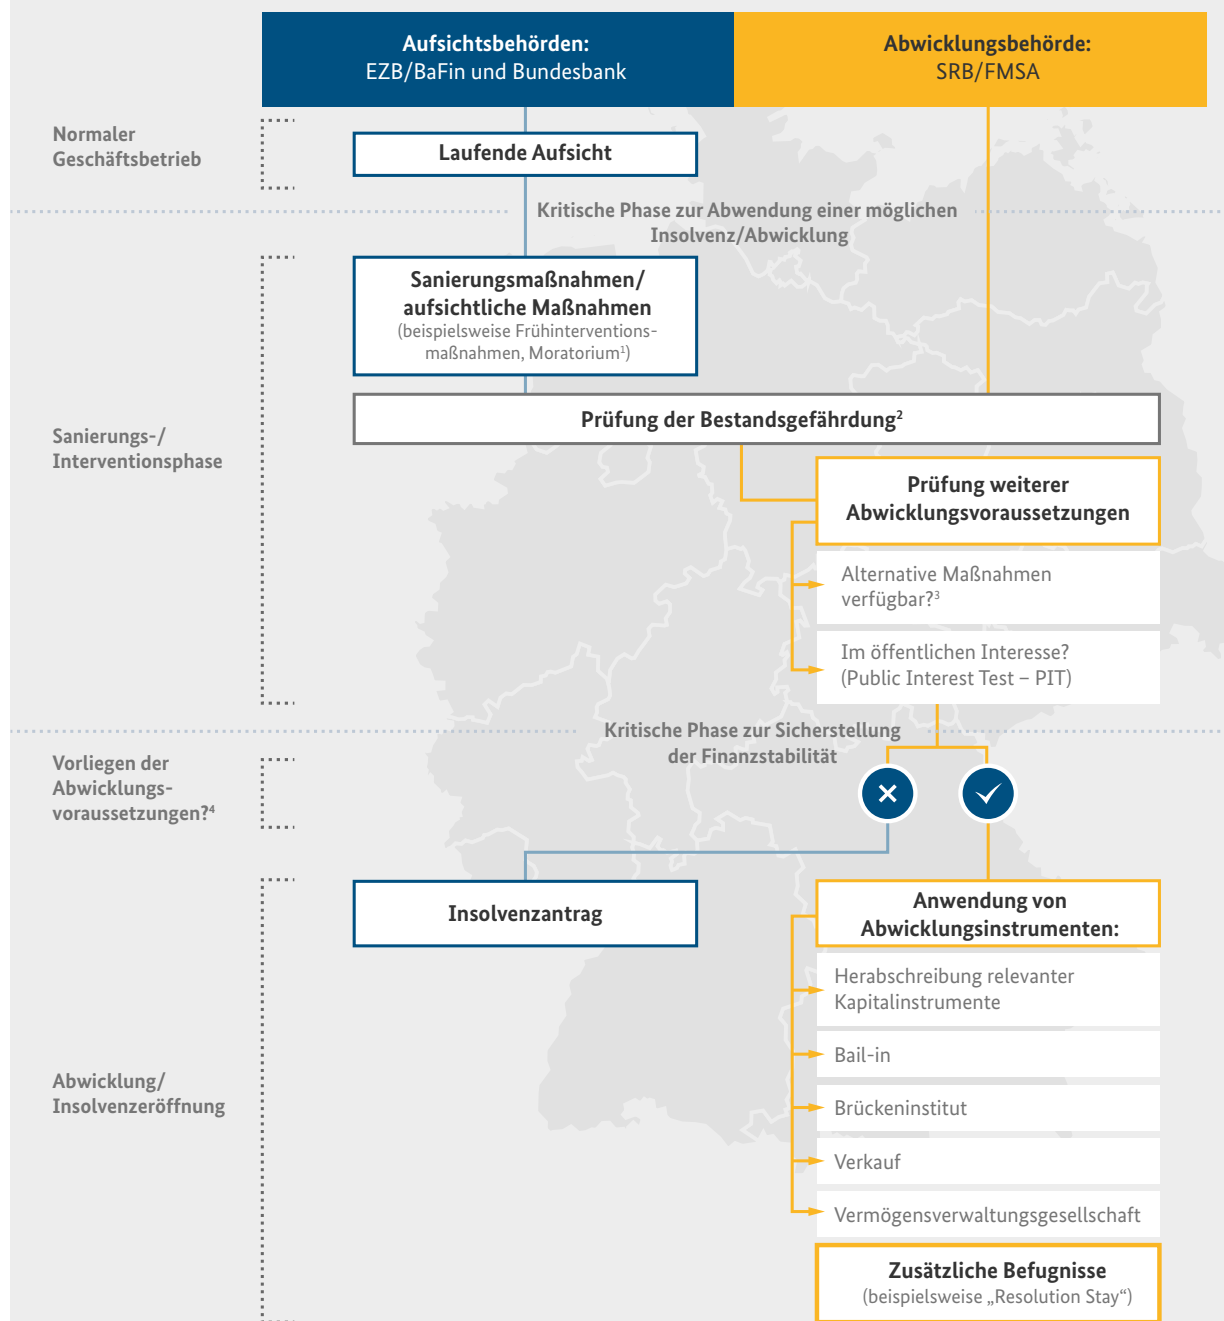 Aufsichtsbehörden:
EZB/BaFin und Bundesbank
Abwicklungsbehörde:
SRB/FMSA
Normaler
Geschäftsbetrieb
Laufende Aufsicht
Kritische Phase zur Abwendung einer möglichen
Insolvenz/Abwicklung
Sanierungs-/
Interventionsphase
Sanierungsmaßnahmen/
aufsichtliche Maßnahmen
(beispielsweise Frühinterventions-
maßnahmen, Moratorium¹)
Prüfung der Bestandsgefährdung²
Prüfung weiterer
Abwicklungsvoraussetzungen
Alternative Maßnahmen
verfügbar?³
Im öffentlichen Interesse?
(Public Interest Test – PIT)
Kritische Phase zur Sicherstellung
der Finanzstabilität
Vorliegen der
Abwicklungs-
voraussetzungen?⁴
Abwicklung/
Insolvenzeröffnung
Insolvenzantrag
Anwendung von
Abwicklungsinstrumenten:
Herabschreibung relevanter
Kapitalinstrumente
Bail-in
Brückeninstitut
Verkauf
Vermögensverwaltungsgesellschaft
Zusätzliche Befugnisse
(beispielsweise „Resolution Stay“)